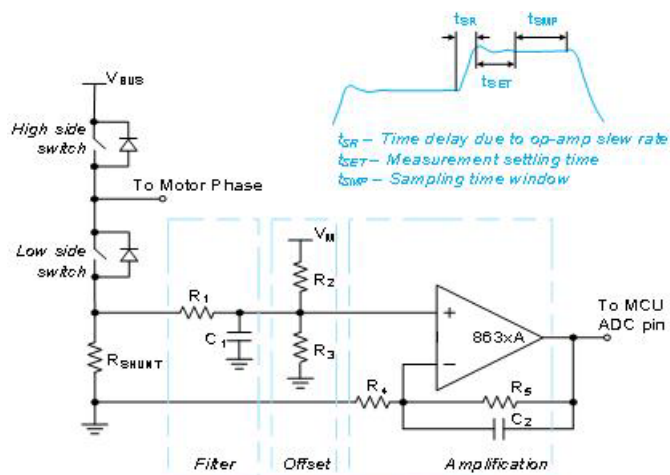 tSR
tSMP
tSET
VBUS
High side
switch
tSR – Time delay due to op-amp slew rate
tSET – Measurement settling time
tSMP – Sampling time window
To Motor Phase
Low side
switch
VM
R1
R2
C1
R3
863xA
To MCU
ADC pin
RSHUNT
R4
R5
C2
Filter
Offset
Amplification